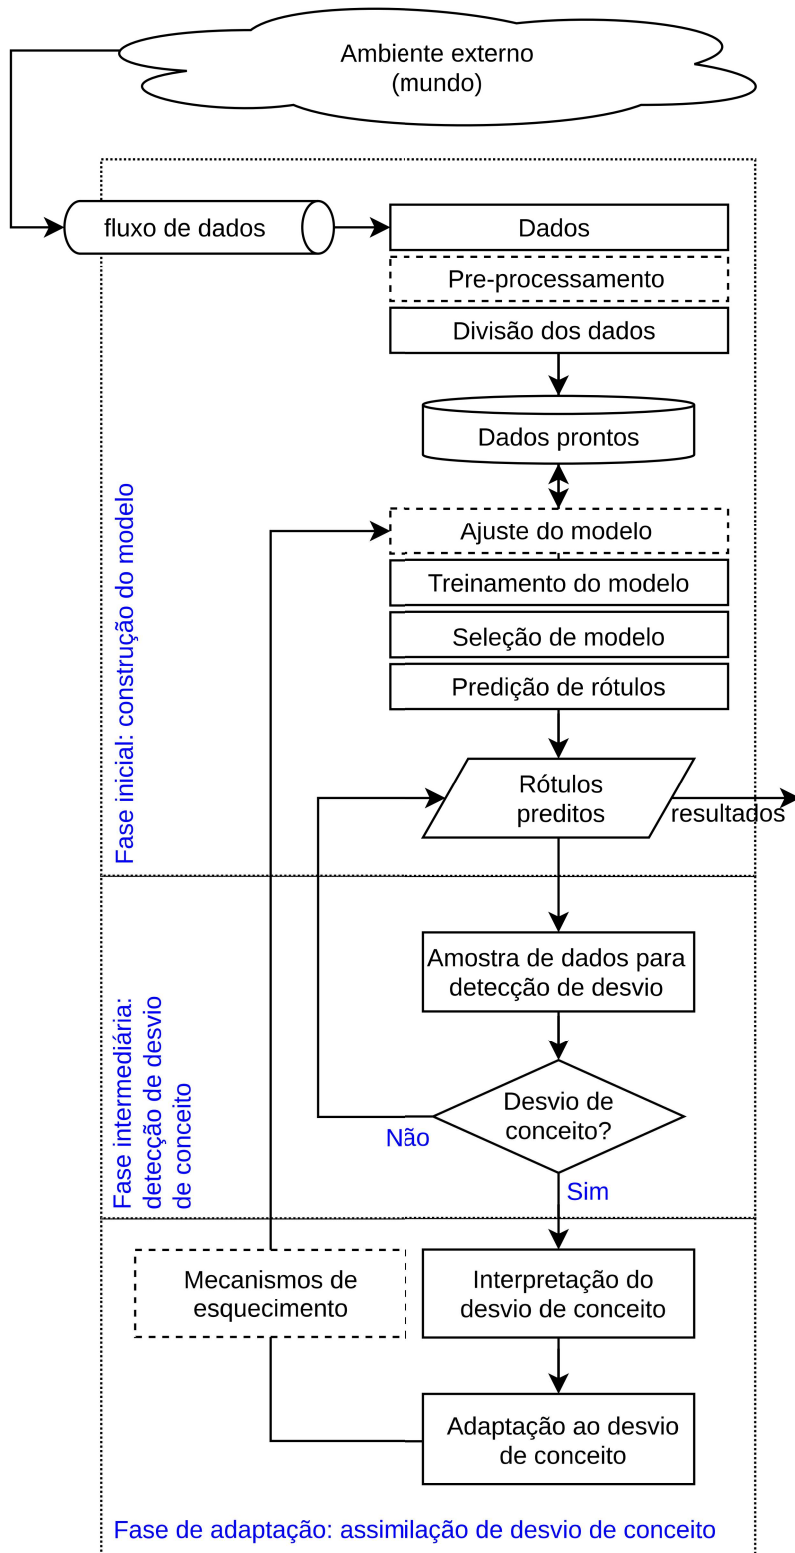 Ambiente externo
(mundo)
fluxo de dados
Dados
Pre-processamento
Divisão dos dados
Dados prontos
Ajuste do modelo
Treinamento do modelo
Seleção de modelo
Predição de rótulos
Rótulos
preditos
resultados
Fase inicial: construção do modelo
Amostra de dados para
detecção de desvio
Desvio de
conceito?
Não
Sim
Fase intermediária:
detecção de desvio
de conceito
Mecanismos de
esquecimento
Interpretação do
desvio de conceito
Adaptação ao desvio
de conceito
Fase de adaptação: assimilação de desvio de conceito